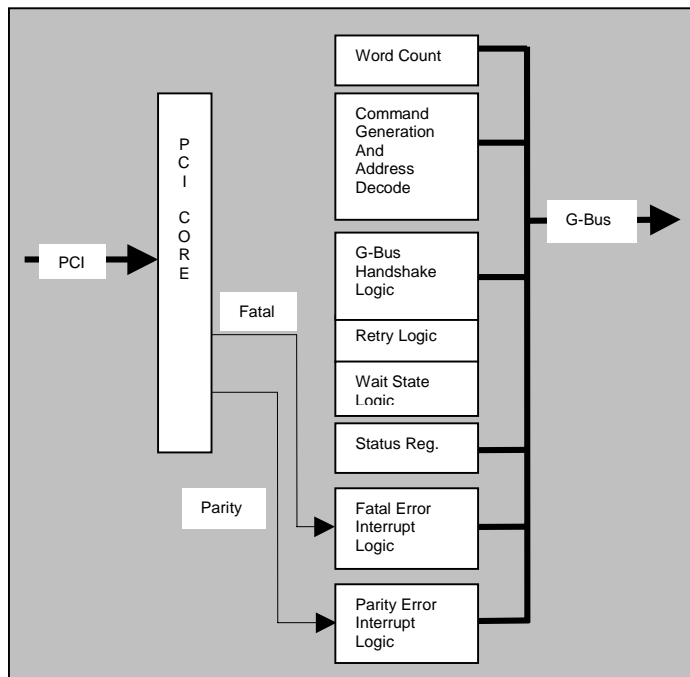 Word Count
Command
Generation
And
Address
Decode
P
C
I
C
O
R
E
G-Bus
PCI
G-Bus
Handshake
Logic
Fatal
Retry Logic
Wait State
Logic
Status Reg.
Parity
Fatal Error
Interrupt
Logic
Parity Error
Interrupt
Logic